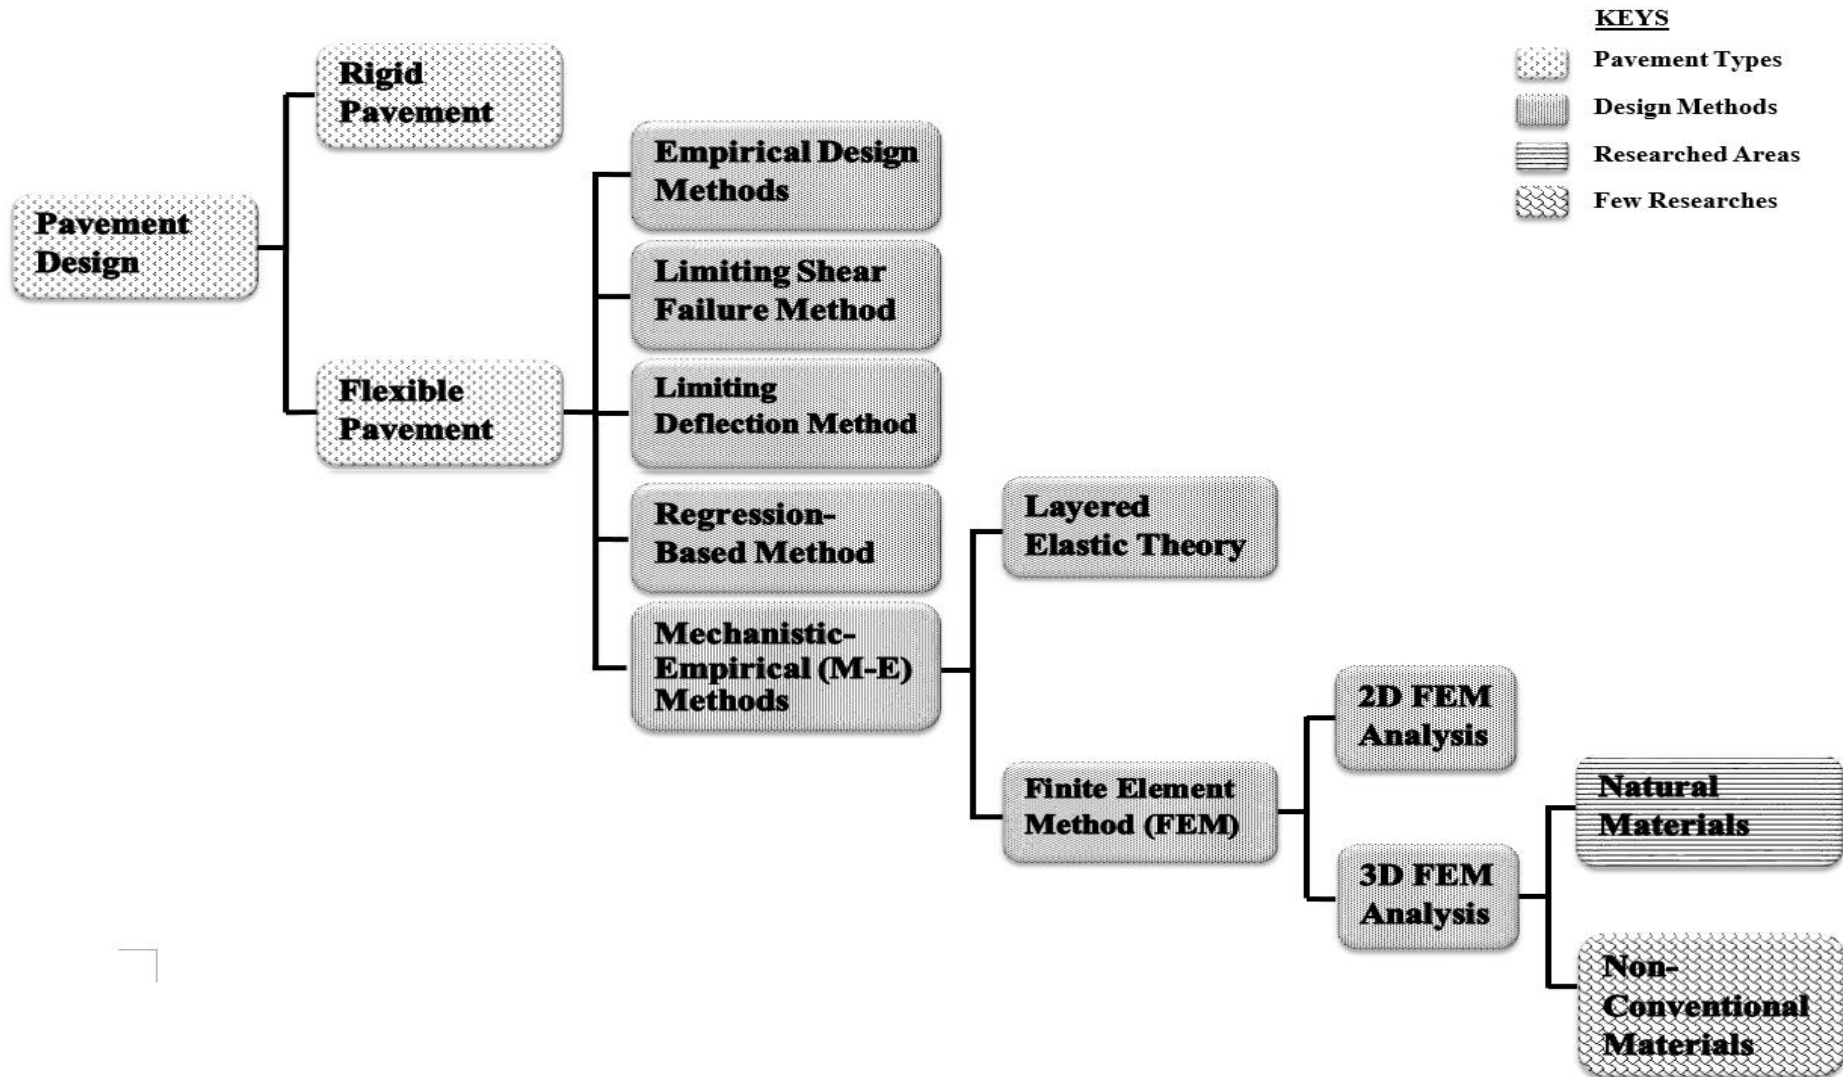 KEYS
Pavement Types
Design Methods
Researched Areas
Few Researches
Pavement
Design
Rigid
Pavement
Flexible
Pavement
Empirical Design
Methods
Limiting Shear
Failure Method
Limiting
Deflection Method
Regression-
Based Method
Mechanistic-
Empirical (M-E)
Methods
Layered
Elastic Theory
Finite Element
Method (FEM)
2D FEM
Analysis
3D FEM
Analysis
Natural
Materials
Non-
Conventional
Materials